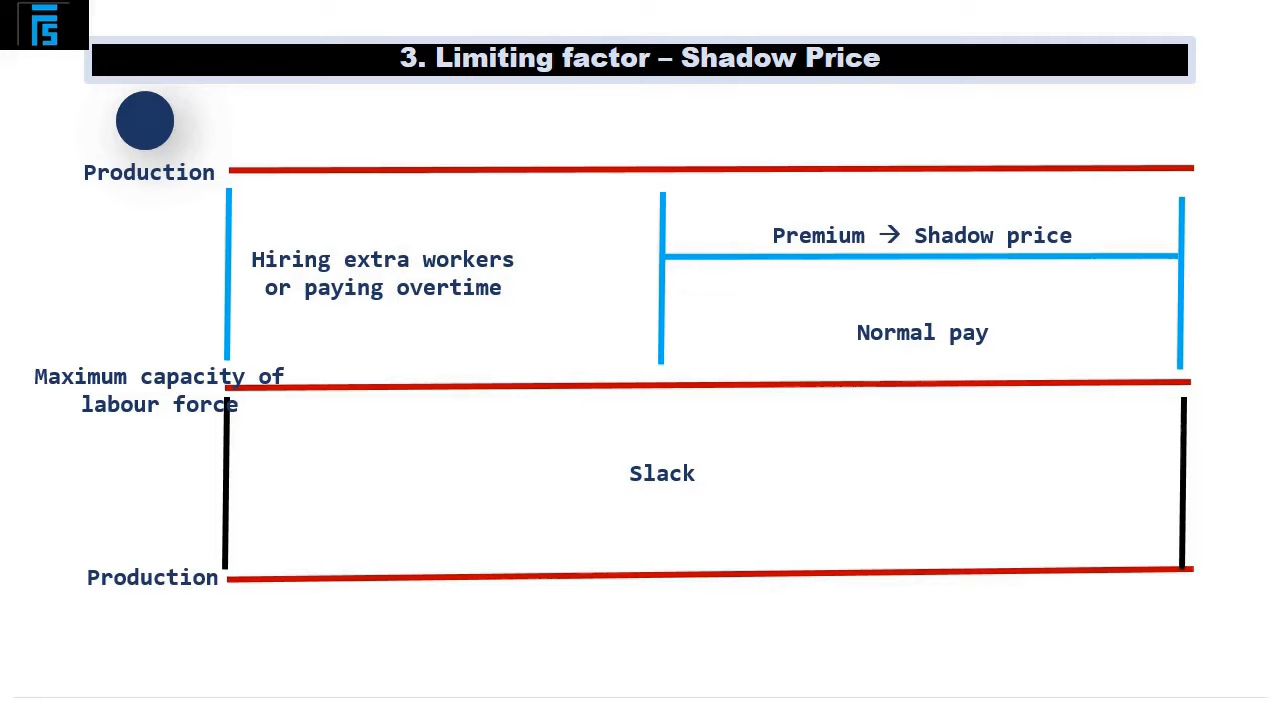 3. Limiting factor – Shadow Price
Production
Premium → Shadow price
Hiring extra workers
or paying overtime
Normal pay
Maximum capacity of
labour force
Slack
Production